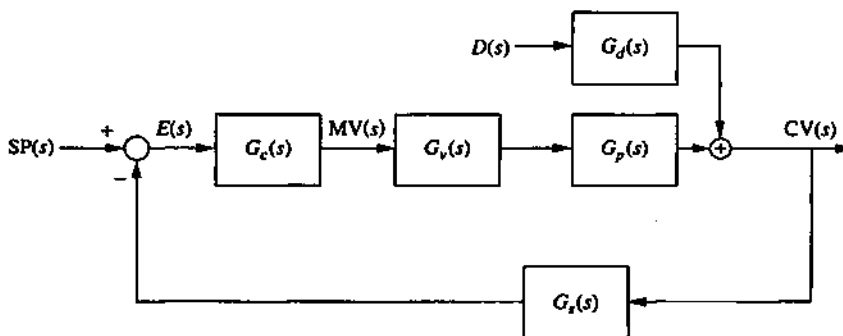 D(s)
G_d(s)
SP(s)
+
E(s)
G_c(s)
MV(s)
G_v(s)
G_p(s)
+
CV(s)
−
G_s(s)